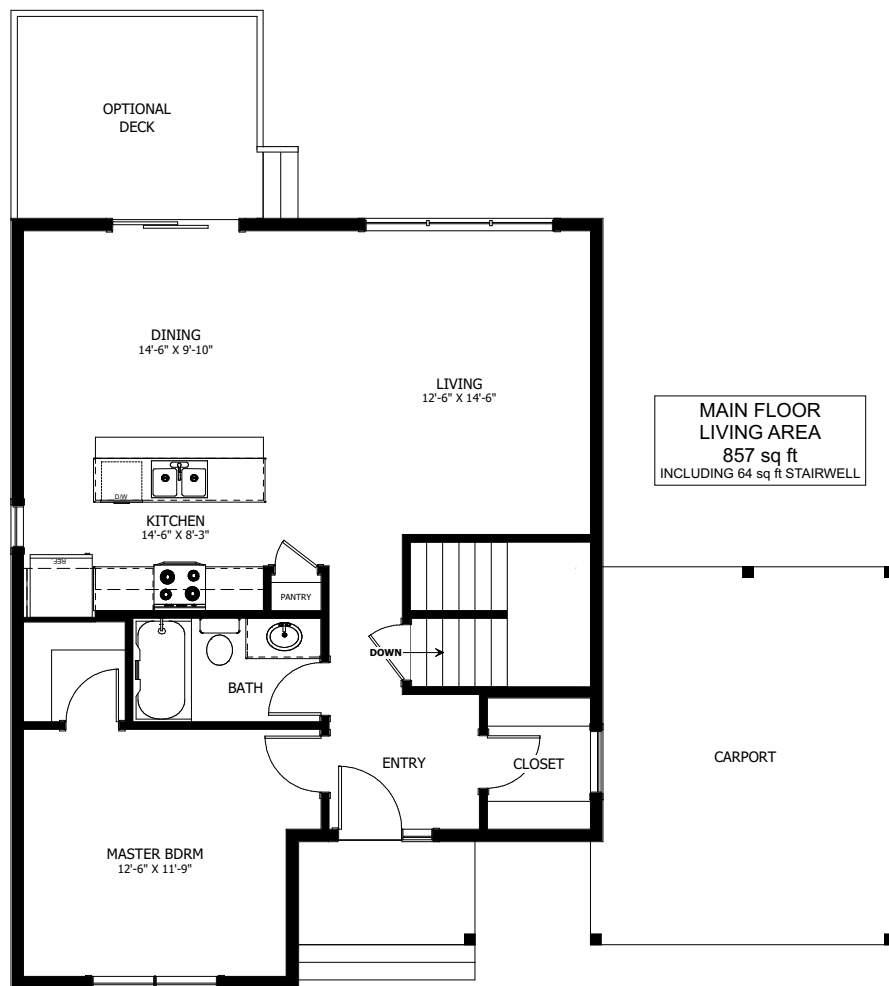 OPTIONAL
DECK
DINING
14'-6" X 9'-10"
LIVING
12'-6" X 14'-6"
MAIN FLOOR
LIVING AREA
857 sq ft
INCLUDING 64 sq ft STAIRWELL
D/W
KITCHEN
14'-6" X 8'-3"
REF
PANTRY
DOWN
BATH
ENTRY
CLOSET
CARPORT
MASTER BDRM
12'-6" X 11'-9"